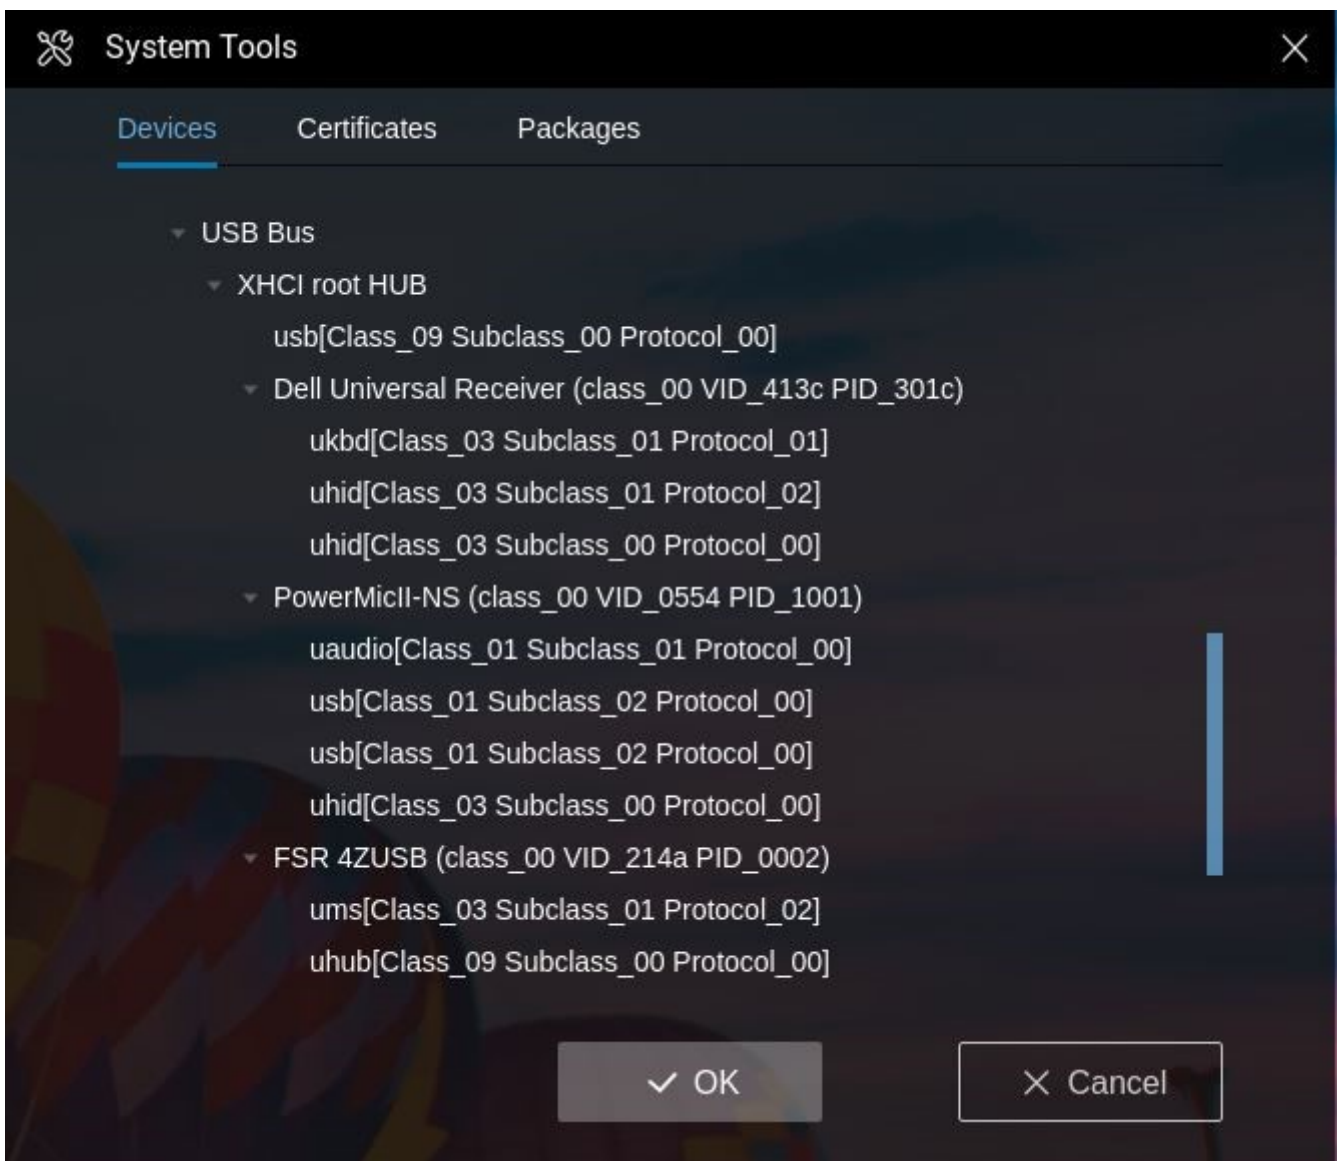 System Tools
Devices Certificates Packages
USB Bus
XHCI root HUB
usb[Class_09 Subclass_00 Protocol_00]
Dell Universal Receiver (class_00 VID_413c PID_301c)
ukbd[Class_03 Subclass_01 Protocol_01]
uhid[Class_03 Subclass_01 Protocol_02]
uhid[Class_03 Subclass_00 Protocol_00]
PowerMicII-NS (class_00 VID_0554 PID_1001)
uaudio[Class_01 Subclass_01 Protocol_00]
usb[Class_01 Subclass_02 Protocol_00]
usb[Class_01 Subclass_02 Protocol_00]
uhid[Class_03 Subclass_00 Protocol_00]
FSR 4ZUSB (class_00 VID_214a PID_0002)
ums[Class_03 Subclass_01 Protocol_02]
uhub[Class_09 Subclass_00 Protocol_00]
OK Cancel